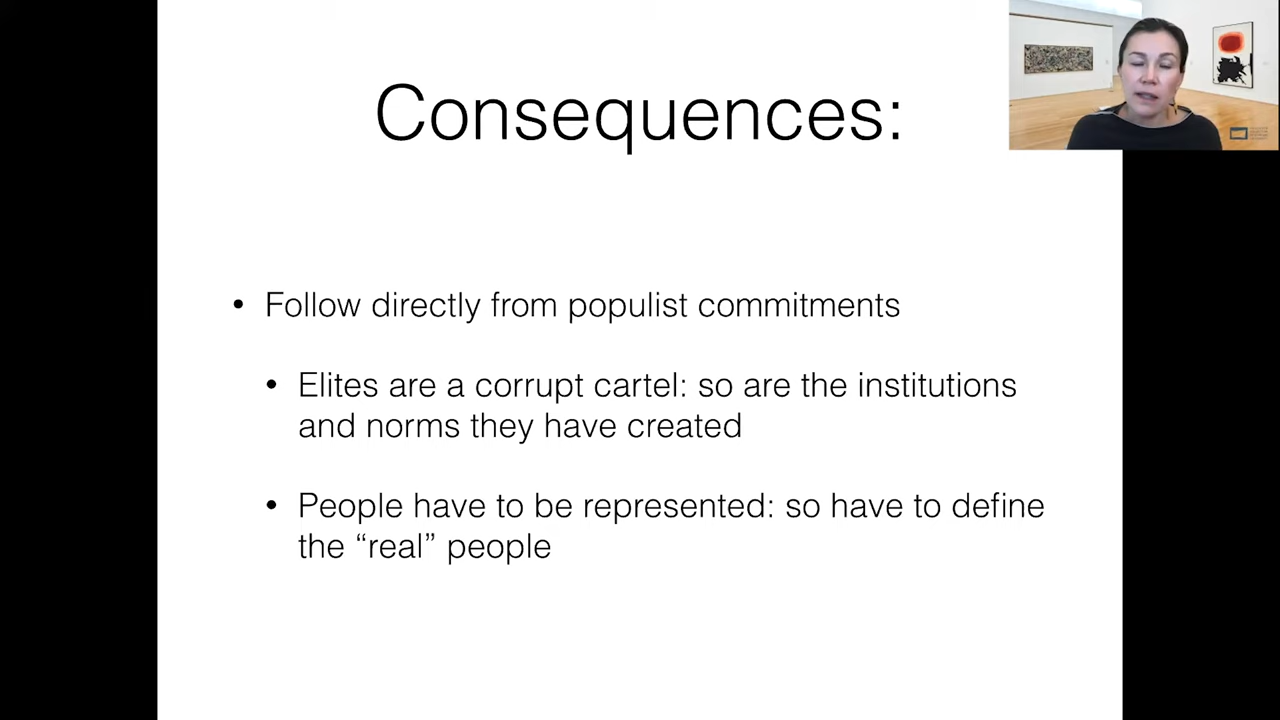 Consequences:
• Follow directly from populist commitments
• Elites are a corrupt cartel: so are the institutions
and norms they have created
• People have to be represented: so have to define
the “real” people